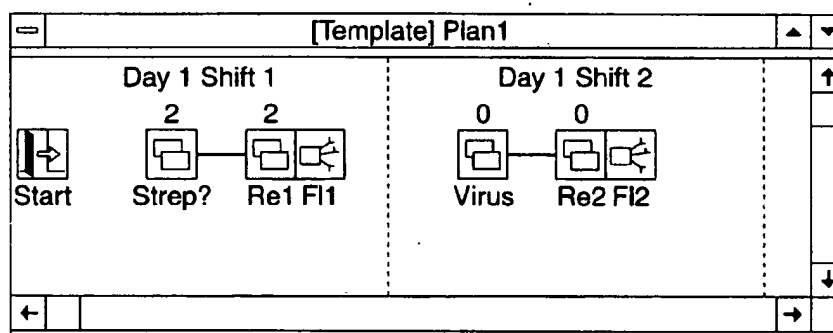 [Template] Plan1
Day 1 Shift 1 Day 1 Shift 2
2 2 0 0
Start Strep? Re1 Fl1 Virus Re2 Fl2